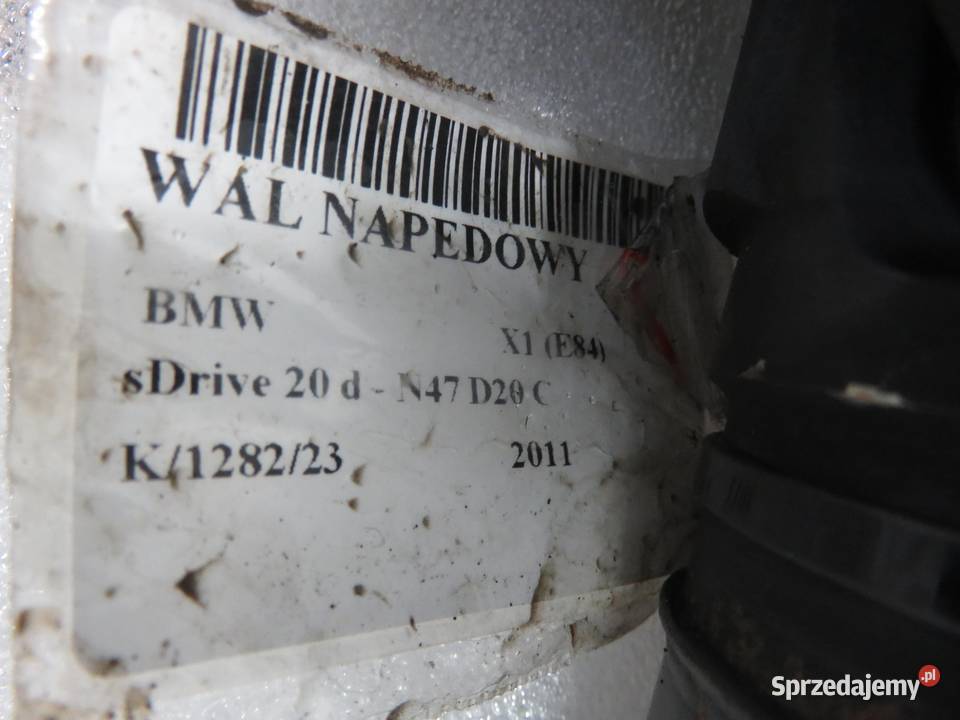 WAL NAPEDOWY
BMW
X1 (E84)
sDrive 20 d - N47 D20 C
K/1282/23
2011
Sprzedajemy.pl